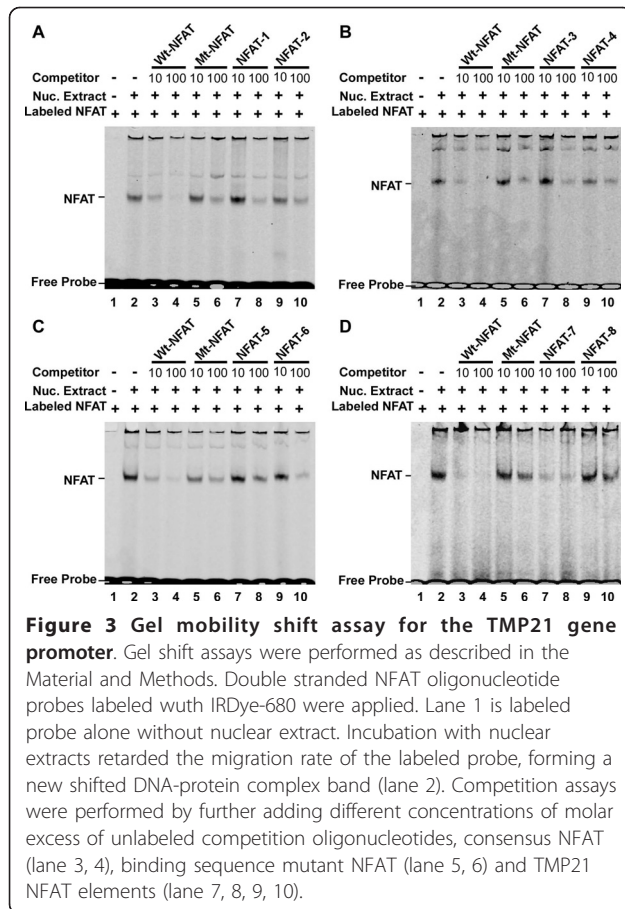 A
Wt-NFAT Mt-NFAT NFAT-1 NFAT-2
Competitor - - 10 100 10 100 10 100 10 100
Nuc. Extract - + + + + + + + + +
Labeled NFAT + + + + + + + + + +
NFAT
Free Probe
1 2 3 4 5 6 7 8 9 10
B
Wt-NFAT Mt-NFAT NFAT-3 NFAT-4
Competitor - - 10 100 10 100 10 100 10 100
Nuc. Extract - + + + + + + + + +
Labeled NFAT + + + + + + + + + +
NFAT
Free Probe
1 2 3 4 5 6 7 8 9 10
C
Wt-NFAT Mt-NFAT NFAT-5 NFAT-6
Competitor - - 10 100 10 100 10 100 10 100
Nuc. Extract - + + + + + + + + +
Labeled NFAT + + + + + + + + + +
NFAT
Free Probe
1 2 3 4 5 6 7 8 9 10
D
Wt-NFAT Mt-NFAT NFAT-7 NFAT-8
Competitor - - 10 100 10 100 10 100 10 100
Nuc. Extract - + + + + + + + + +
Labeled NFAT + + + + + + + + + +
NFAT
Free Probe
1 2 3 4 5 6 7 8 9 10
Figure 3 Gel mobility shift assay for the TMP21 gene
promoter. Gel shift assays were performed as described in the
Material and Methods. Double stranded NFAT oligonucleotide
probes labeled wuth IRDye-680 were applied. Lane 1 is labeled
probe alone without nuclear extract. Incubation with nuclear
extracts retarded the migration rate of the labeled probe, forming a
new shifted DNA-protein complex band (lane 2). Competition assays
were performed by further adding different concentrations of molar
excess of unlabeled competition oligonucleotides, consensus NFAT
(lane 3, 4), binding sequence mutant NFAT (lane 5, 6) and TMP21
NFAT elements (lane 7, 8, 9, 10).